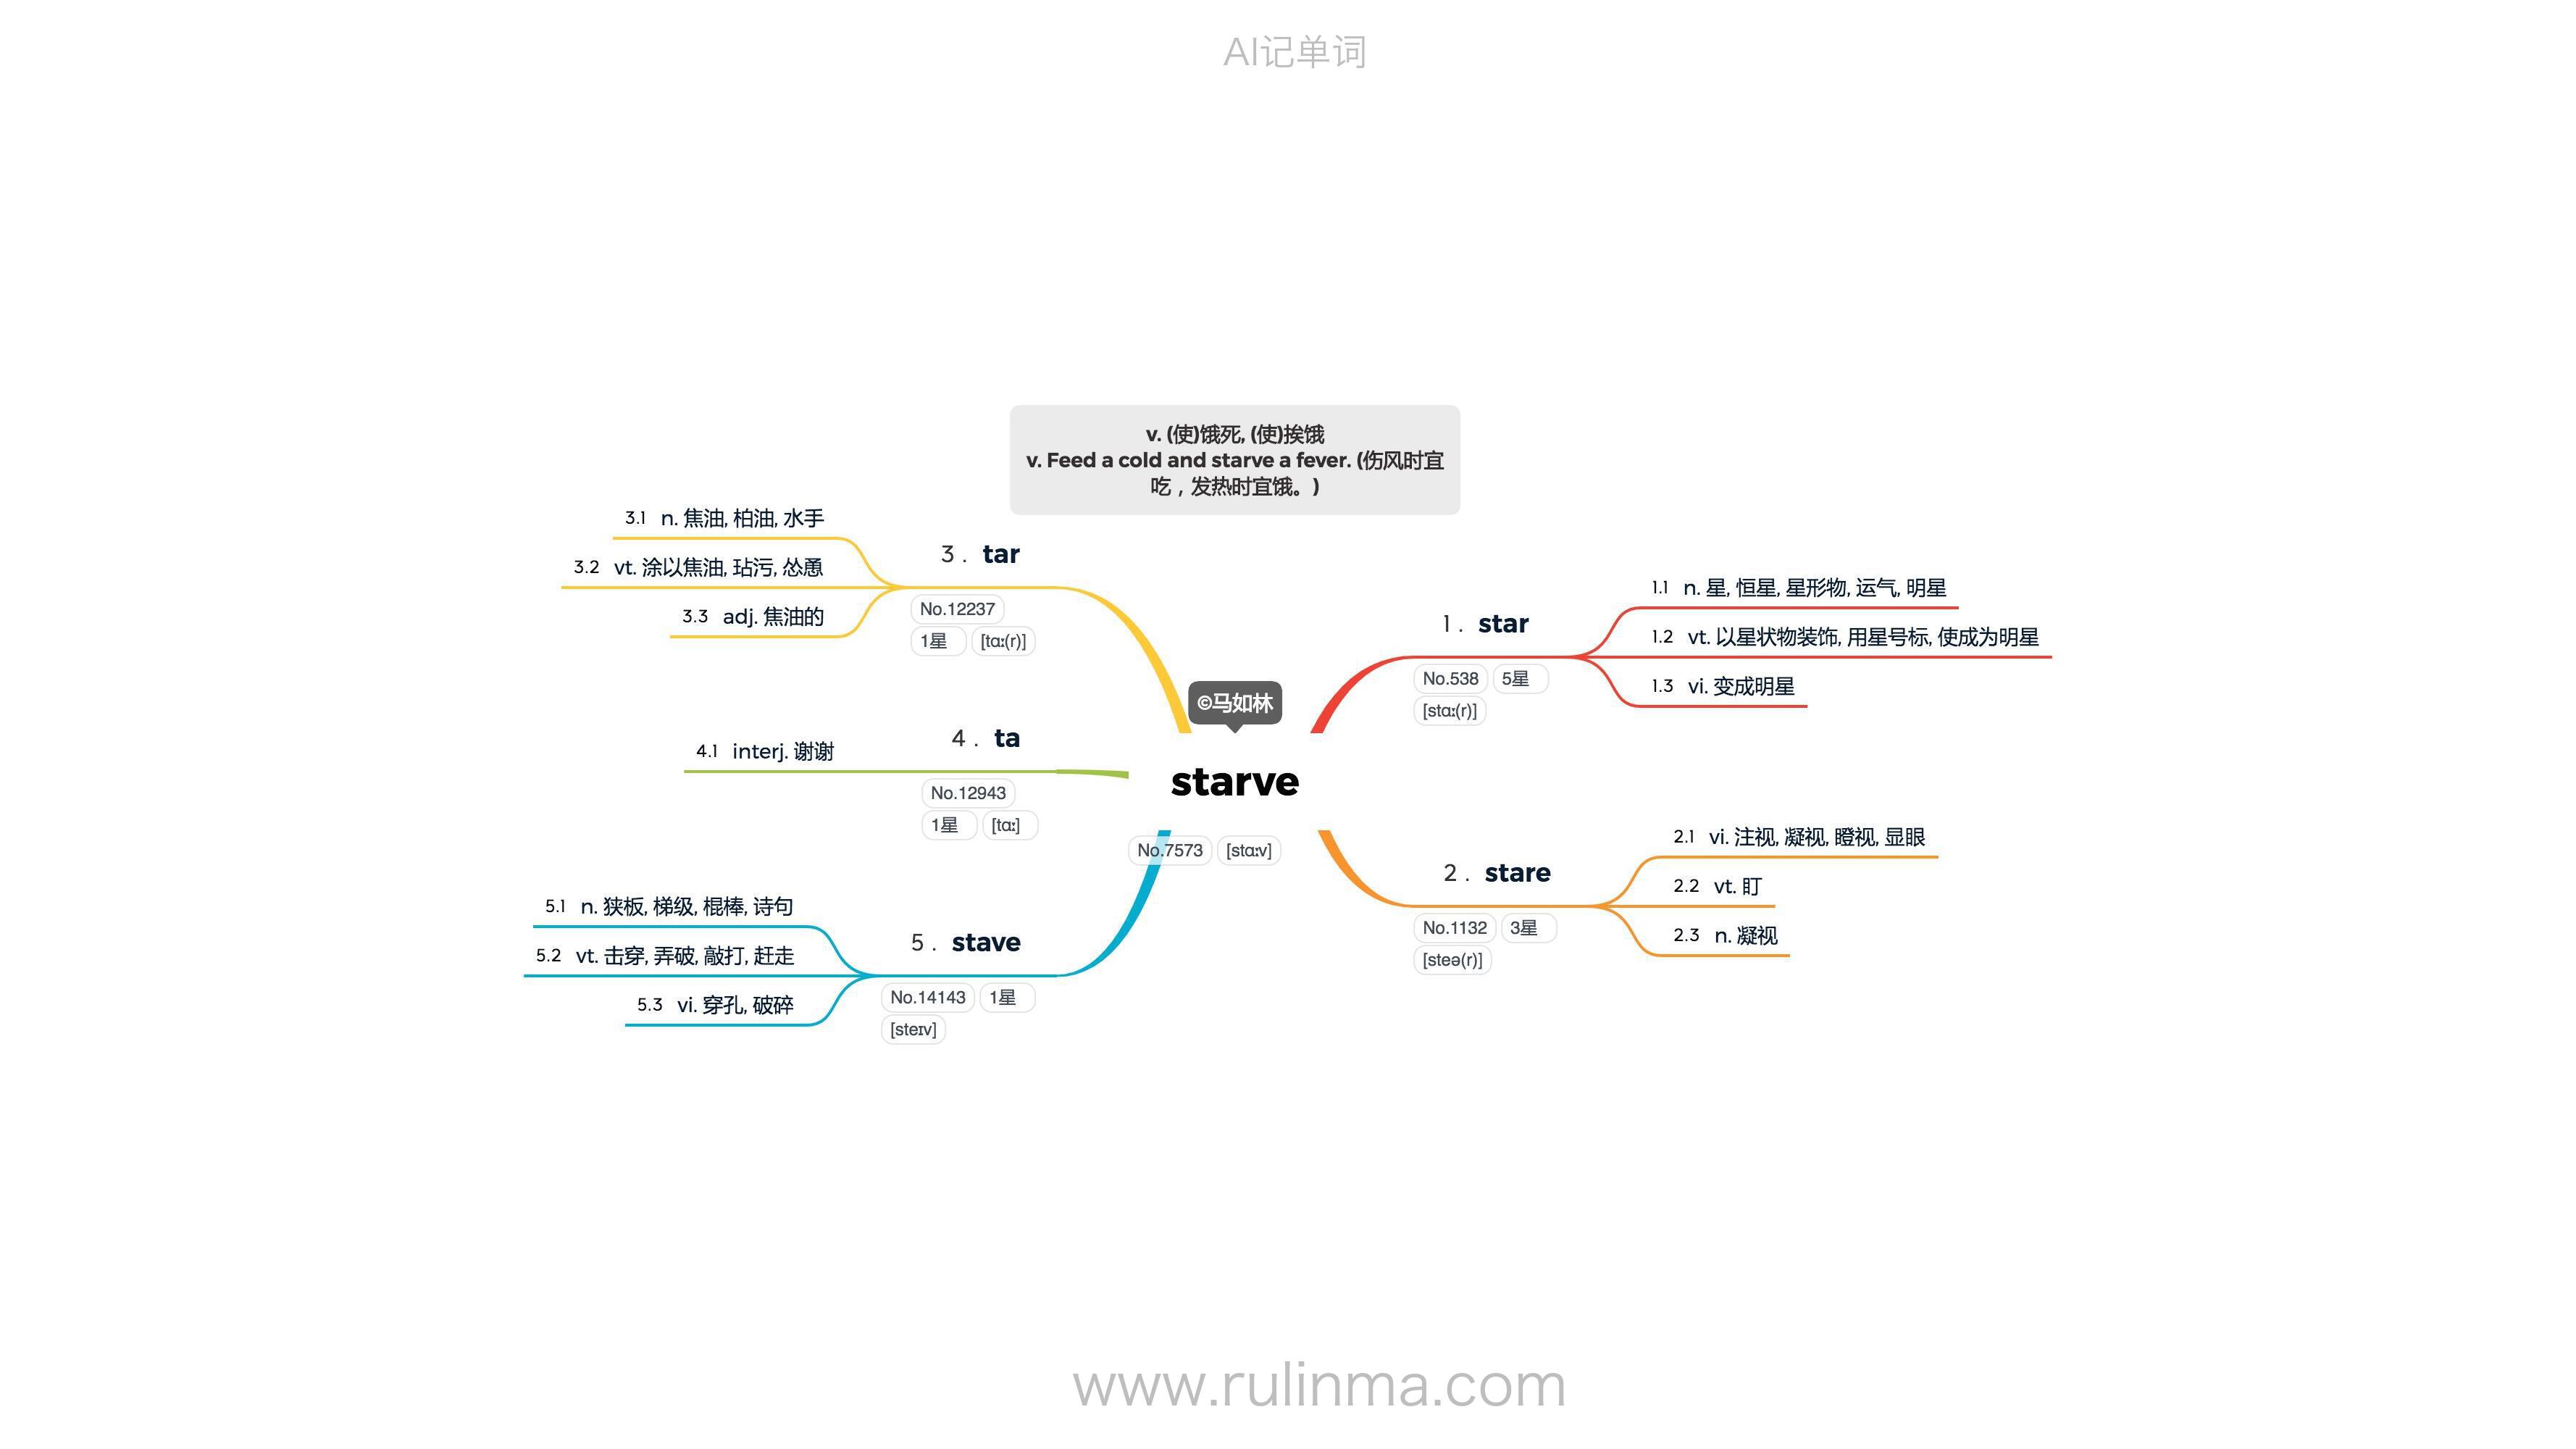 AI记单词
v. (使)饿死, (使)挨饿
v. Feed a cold and starve a fever. (伤风时宜
吃，发热时宜饿。)
©马如林
starve
No.7573 [stɑːv]
1. star
No.538 5星
[stɑː(r)]
1.1 n. 星, 恒星, 星形物, 运气, 明星
1.2 vt. 以星状物装饰, 用星号标, 使成为明星
1.3 vi. 变成明星
2. stare
No.1132 3星
[steə(r)]
2.1 vi. 注视, 凝视, 瞪视, 显眼
2.2 vt. 盯
2.3 n. 凝视
3. tar
No.12237
1星 [tɑː(r)]
3.1 n. 焦油, 柏油, 水手
3.2 vt. 涂以焦油, 玷污, 怂恿
3.3 adj. 焦油的
4. ta
No.12943
1星 [tɑː]
4.1 interj. 谢谢
5. stave
No.14143 1星
[steɪv]
5.1 n. 狭板, 梯级, 棍棒, 诗句
5.2 vt. 击穿, 弄破, 敲打, 赶走
5.3 vi. 穿孔, 破碎
www.rulinma.com